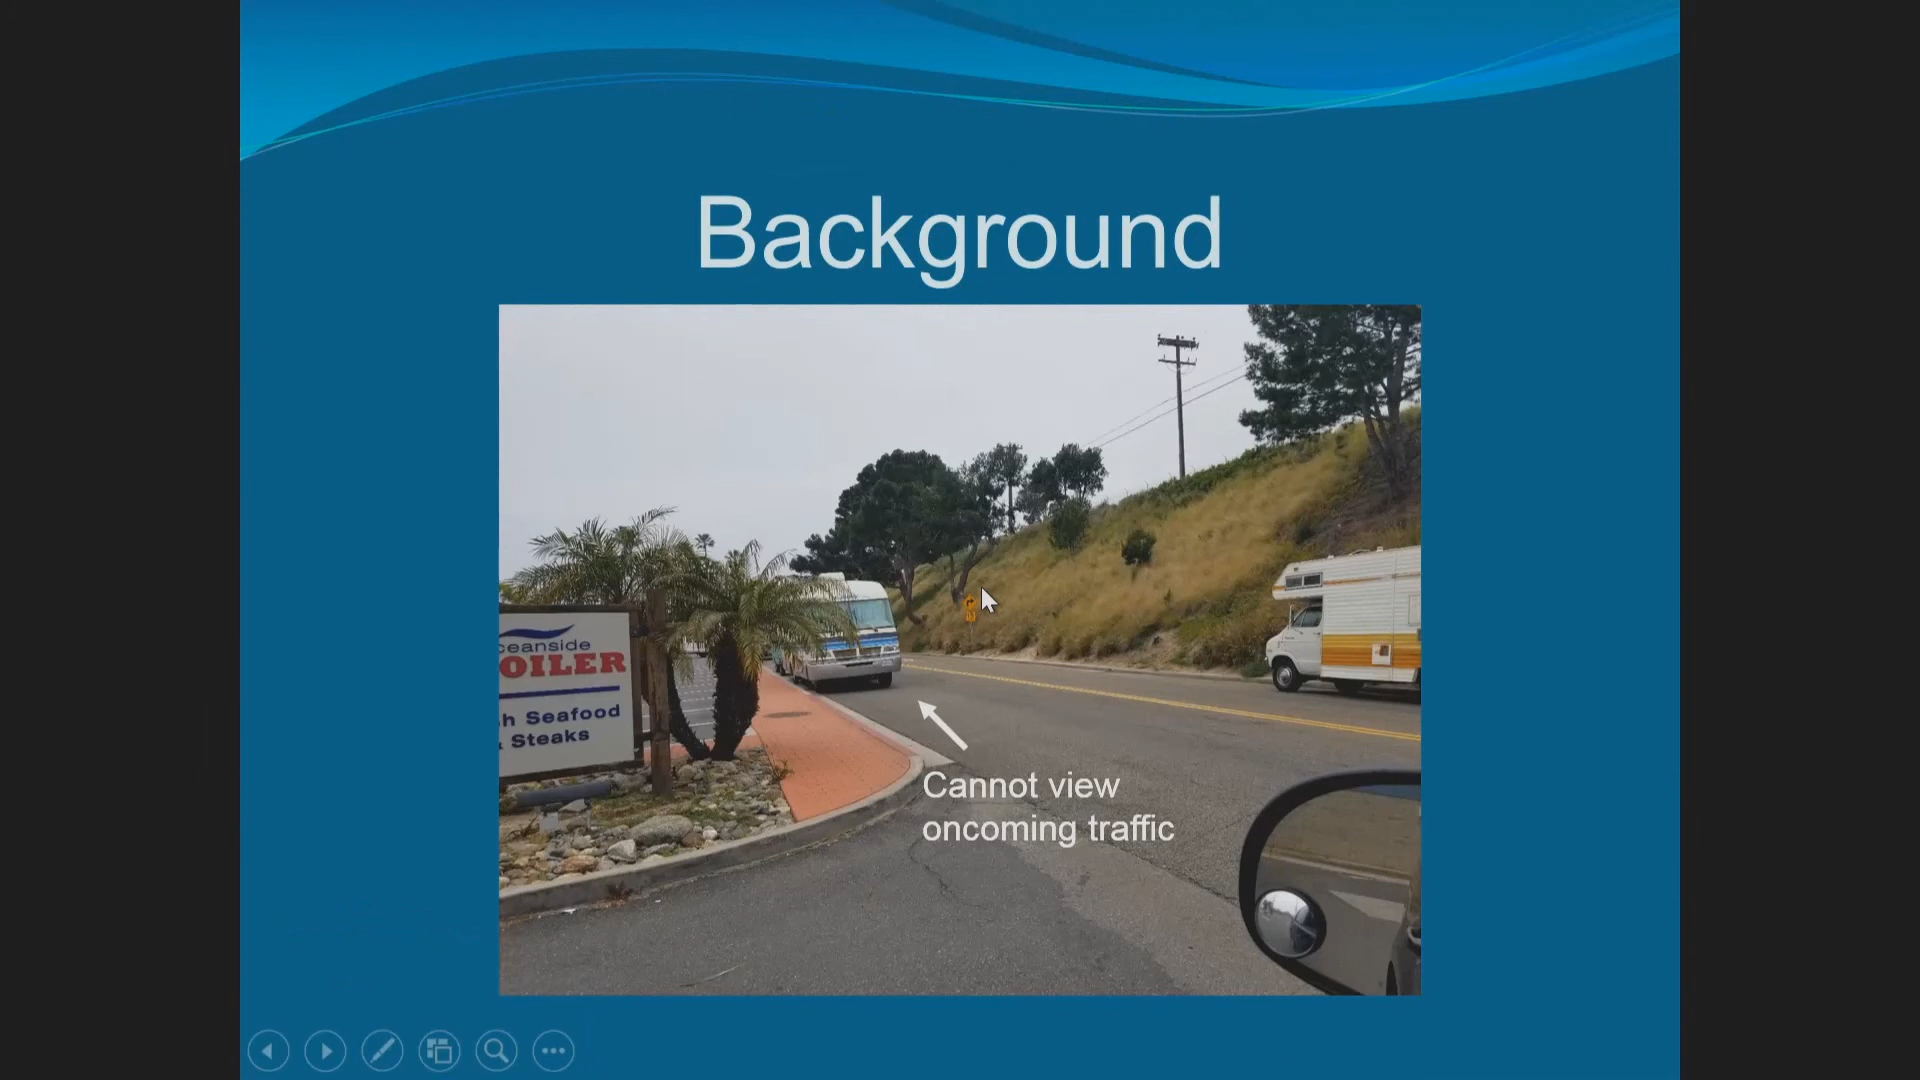 Background
ceanside
OILER
h Seafood
& Steaks
Cannot view
oncoming traffic